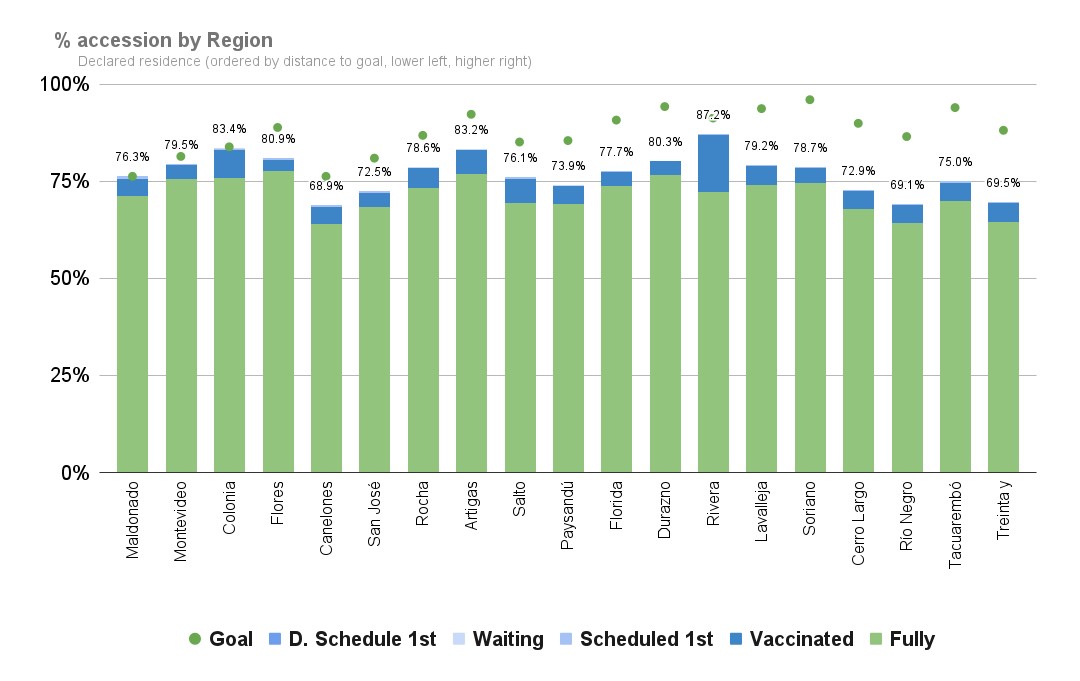 % accession by Region
Declared residence (ordered by distance to goal, lower left, higher right)
100%
75%
50%
25%
0%
76.3%
79.5%
83.4%
80.9%
68.9%
72.5%
78.6%
83.2%
76.1%
73.9%
77.7%
80.3%
87.2%
79.2%
78.7%
72.9%
69.1%
75.0%
69.5%
Maldonado
Montevideo
Colonia
Flores
Canelones
San José
Rocha
Artigas
Salto
Paysandú
Florida
Durazno
Rivera
Lavalleja
Soriano
Cerro Largo
Río Negro
Tacuarembó
Treinta y
Goal
D. Schedule 1st
Waiting
Scheduled 1st
Vaccinated
Fully